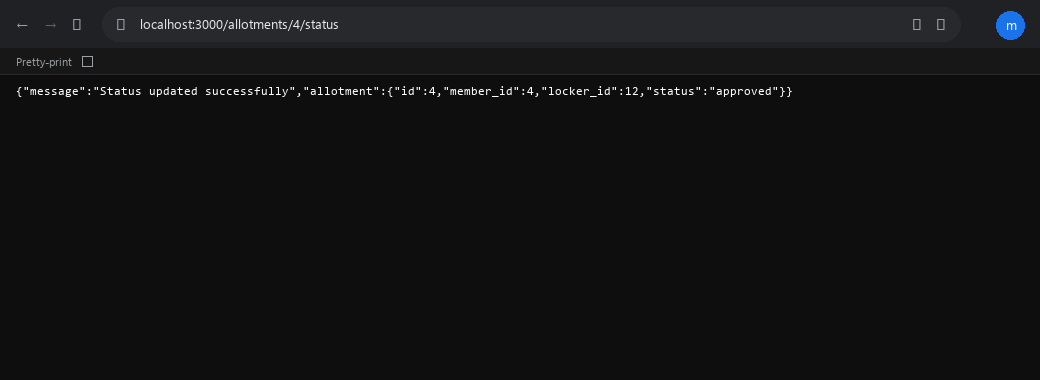 localhost:3000/allotments/4/status
m
Pretty-print
{"message":"Status updated successfully","allotment":{"id":4,"member_id":4,"locker_id":12,"status":"approved"}}